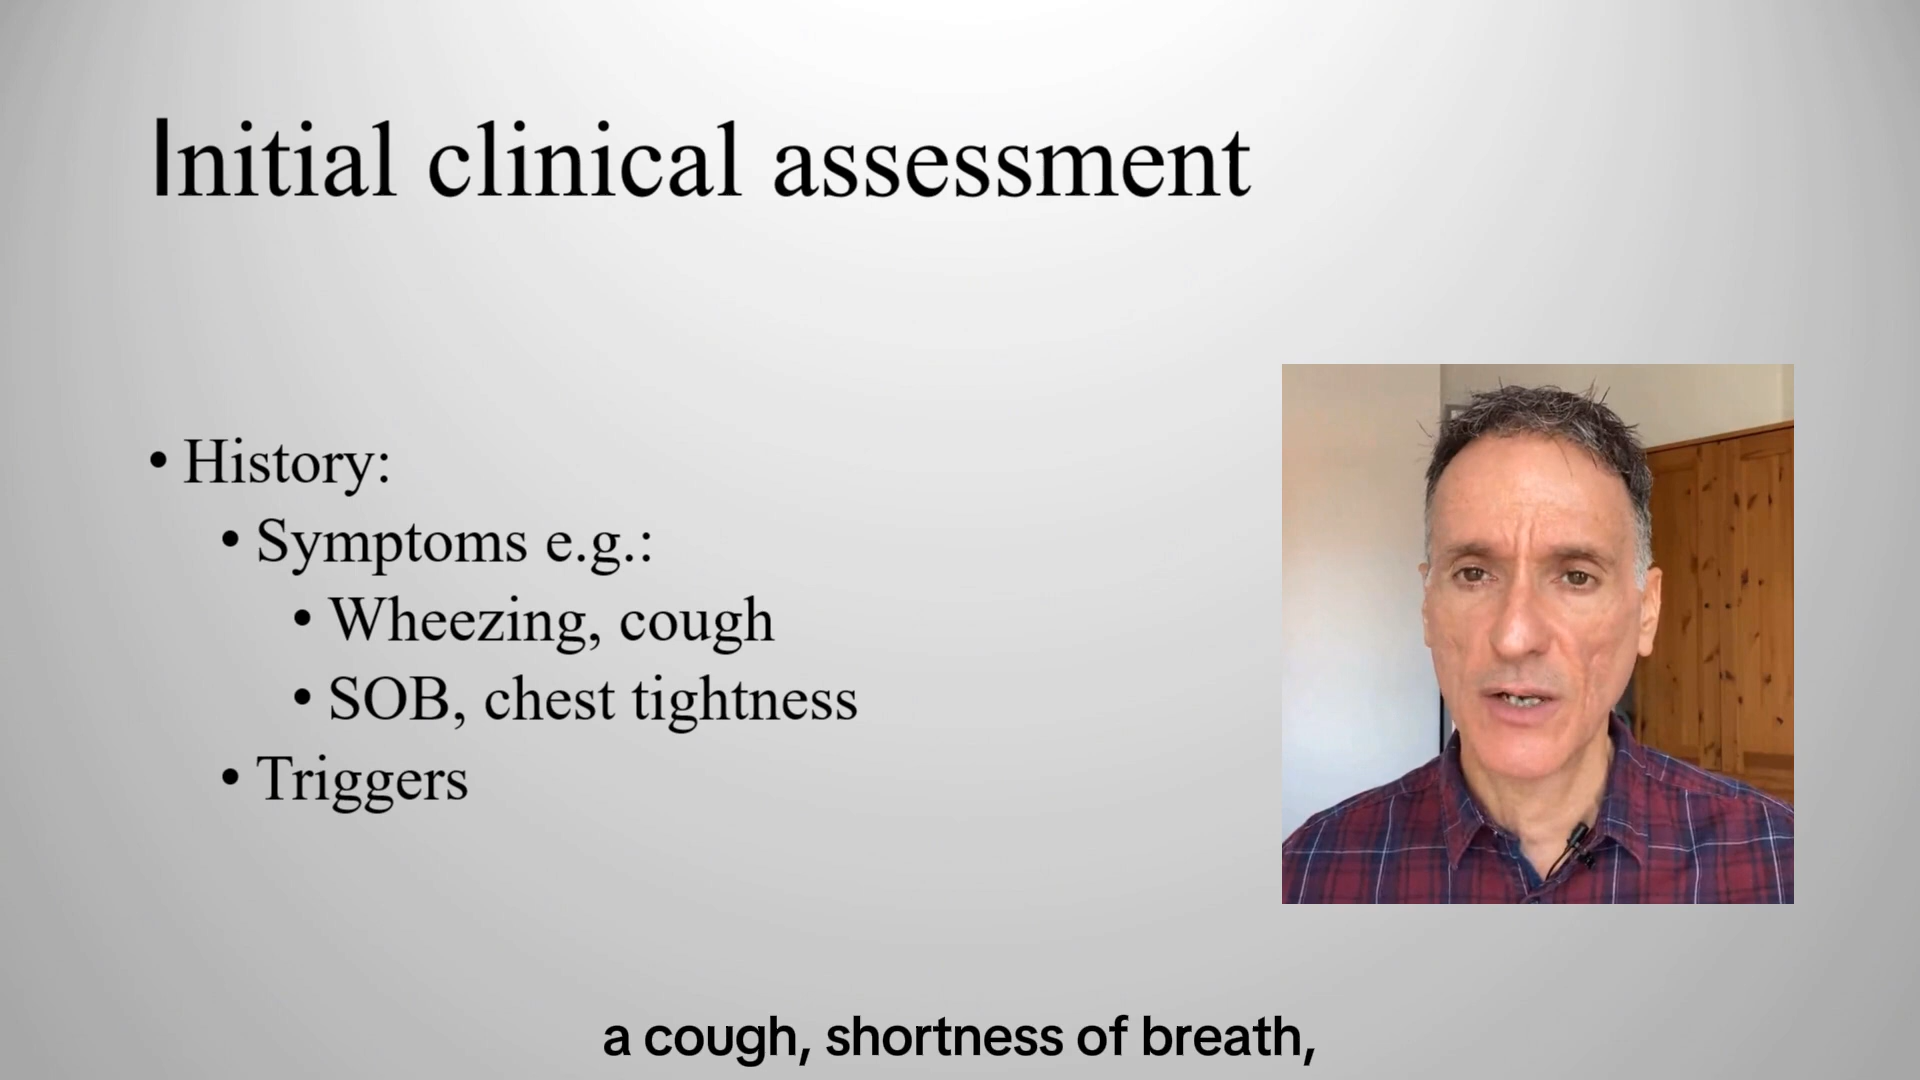 Initial clinical assessment
• History:
• Symptoms e.g.:
• Wheezing, cough
• SOB, chest tightness
• Triggers
a cough, shortness of breath,